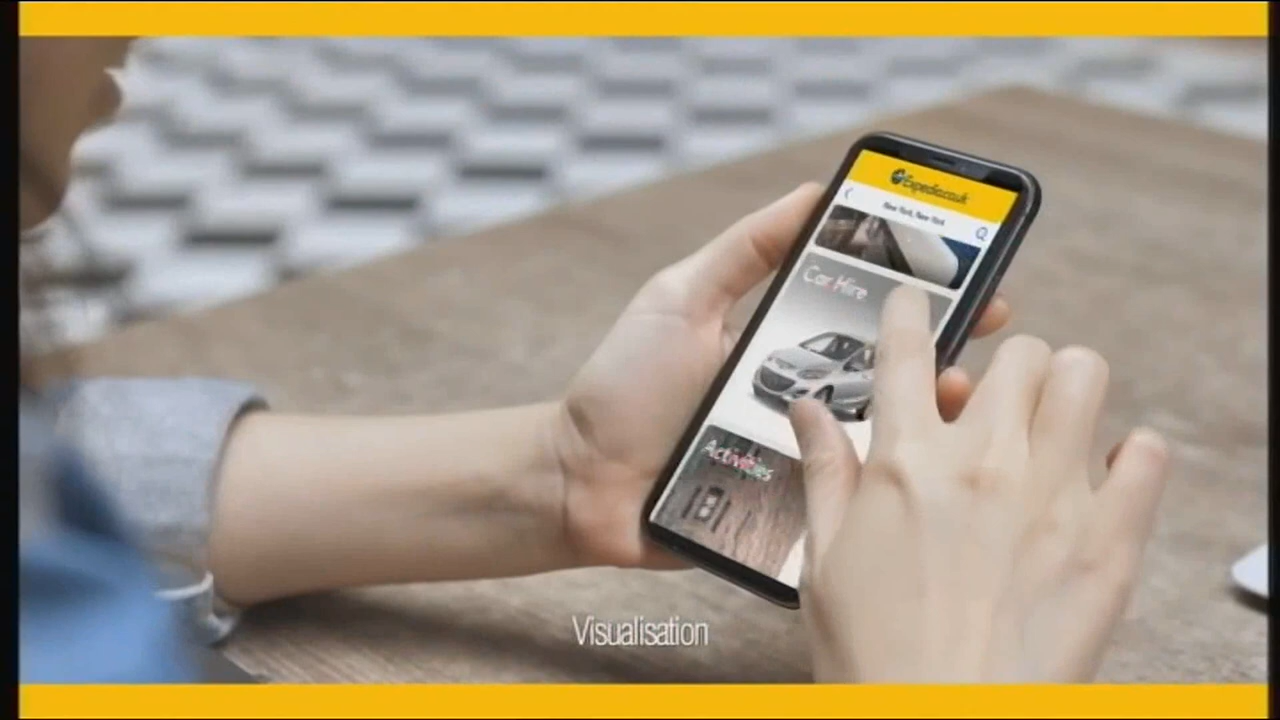 Expedia.co.uk
New York, New York
Car Hire
Activities
Visualisation